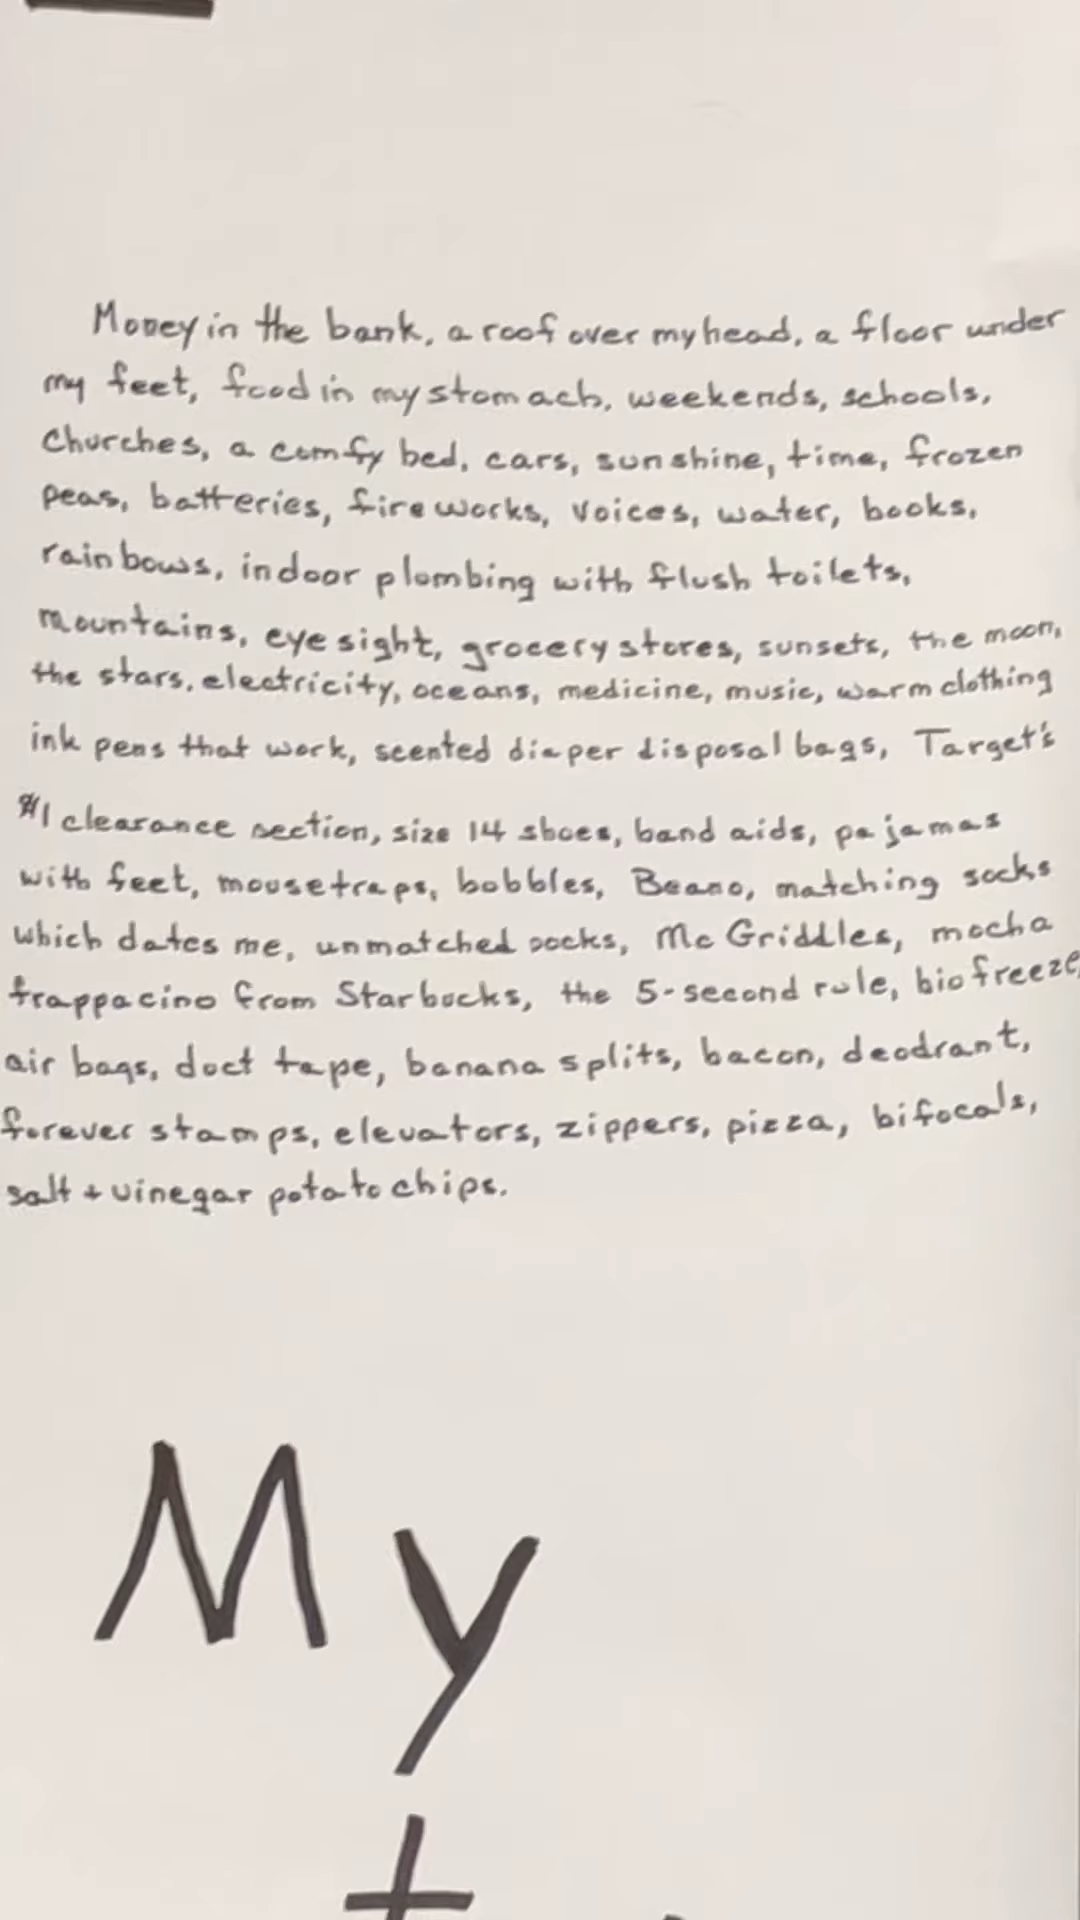 Money in the bank, a roof over my head, a floor under
my feet, food in my stomach, weekends, schools,
Churches, a comfy bed, cars, sunshine, time, frozen
peas, batteries, fireworks, voices, water, books,
rainbows, indoor plumbing with flush toilets,
mountains, eye sight, grocery stores, sunsets, the moon,
the stars, electricity, oceans, medicine, music, warm clothing
ink pens that work, scented diaper disposal bags, Target's
$1 clearance section, size 14 shoes, band aids, pajamas
with feet, mousetraps, bubbles, Beano, matching socks
which dates me, unmatched socks, McGriddles, mocha
frappacino from Starbucks, the 5-second rule, biofreeze,
air bags, duct tape, banana splits, bacon, deodrant,
forever stamps, elevators, zippers, pizza, bifocals,
salt + vinegar potato chips.
My